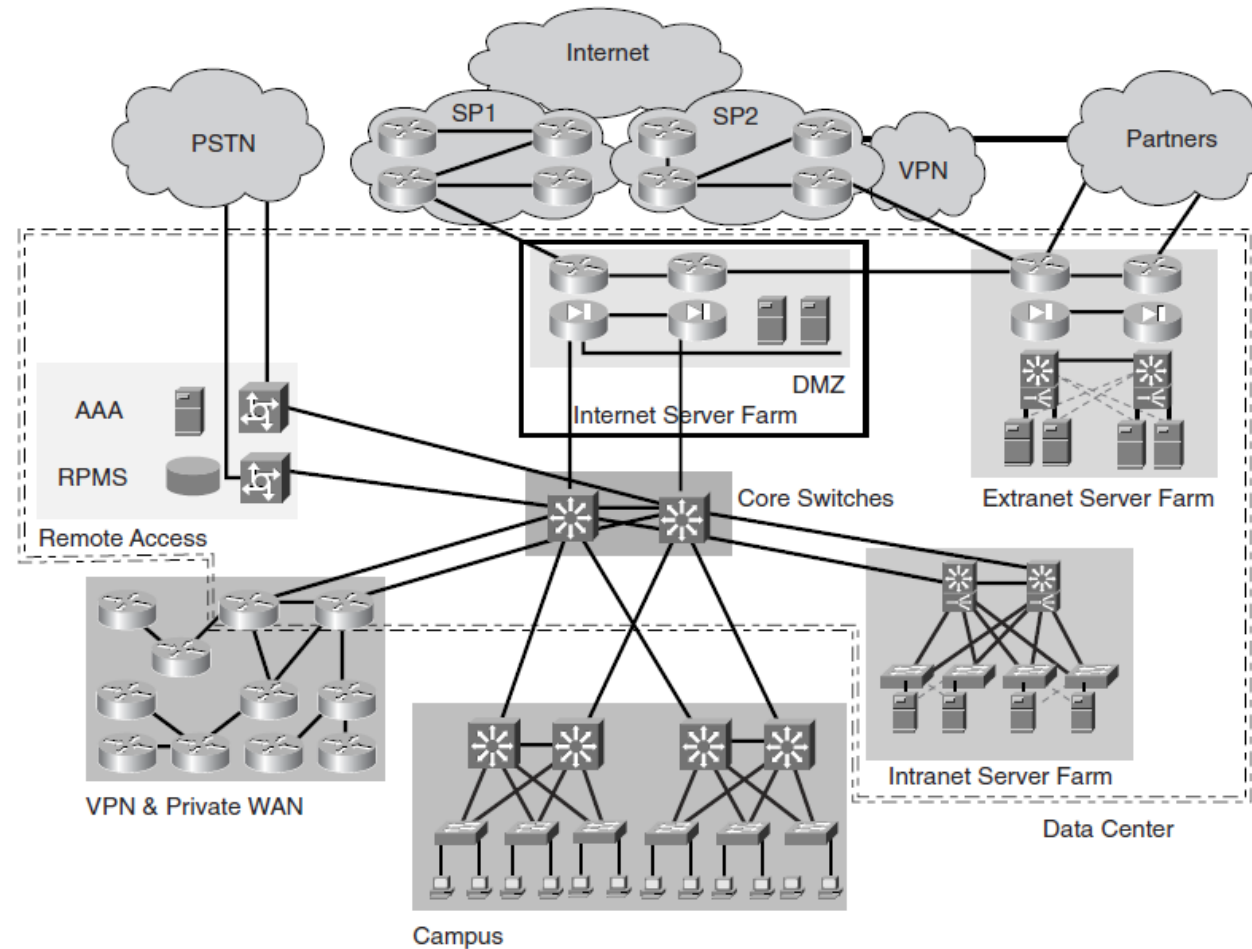 Internet
SP1
SP2
PSTN
VPN
Partners
DMZ
Internet Server Farm
AAA
RPMS
Remote Access
Core Switches
Extranet Server Farm
VPN & Private WAN
Intranet Server Farm
Data Center
Campus